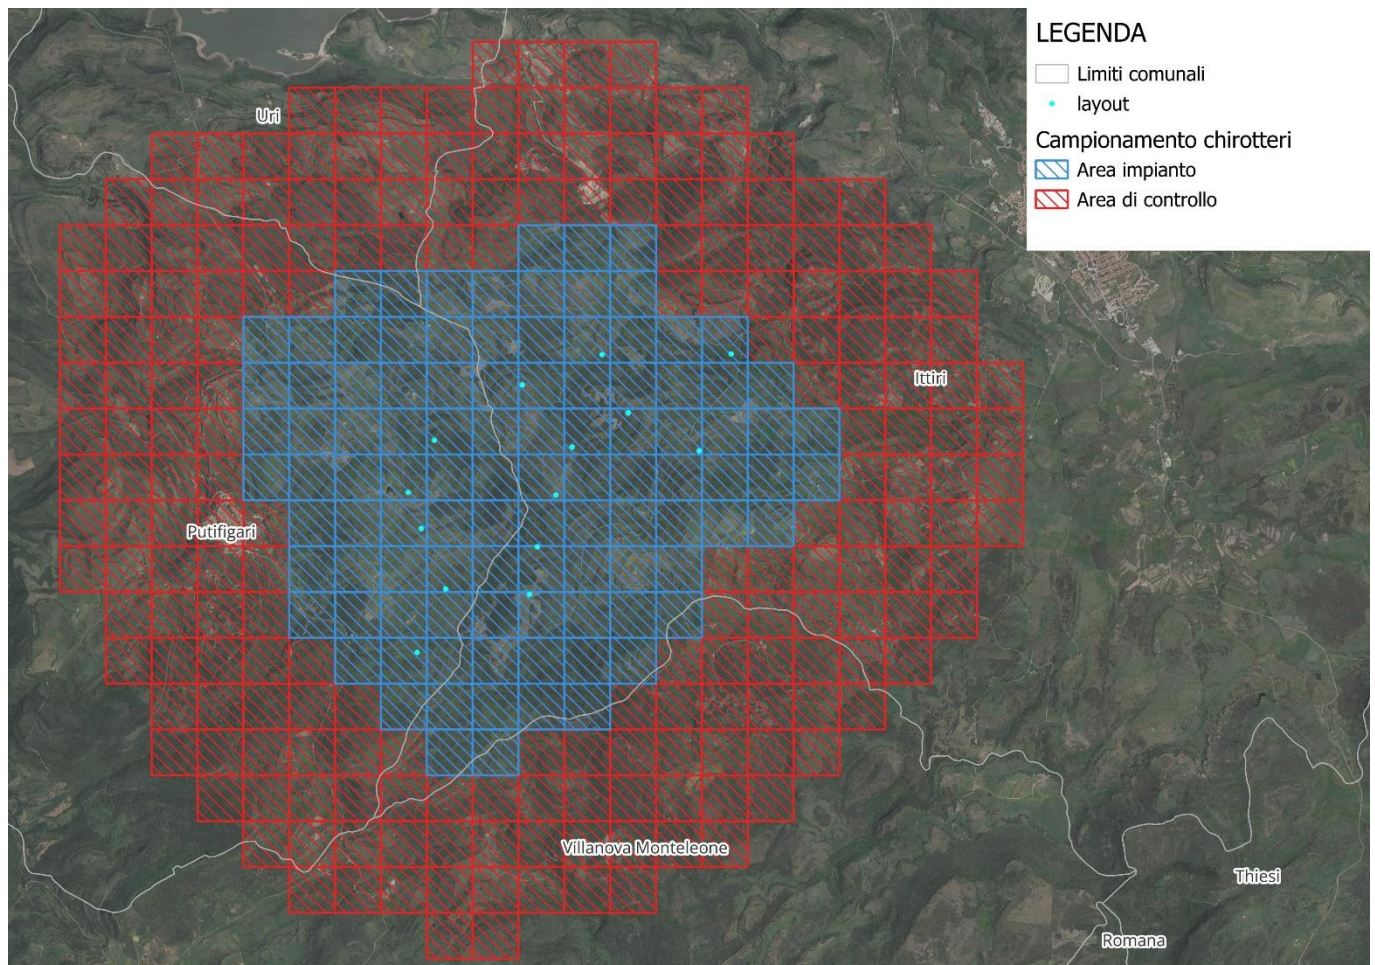 LEGENDA
Limiti comunali
layout
Campionamento chirotteri
Area impianto
Area di controllo
Uri
Ittiri
Putifigari
Villanova Monteleone
Thiesi
Romana